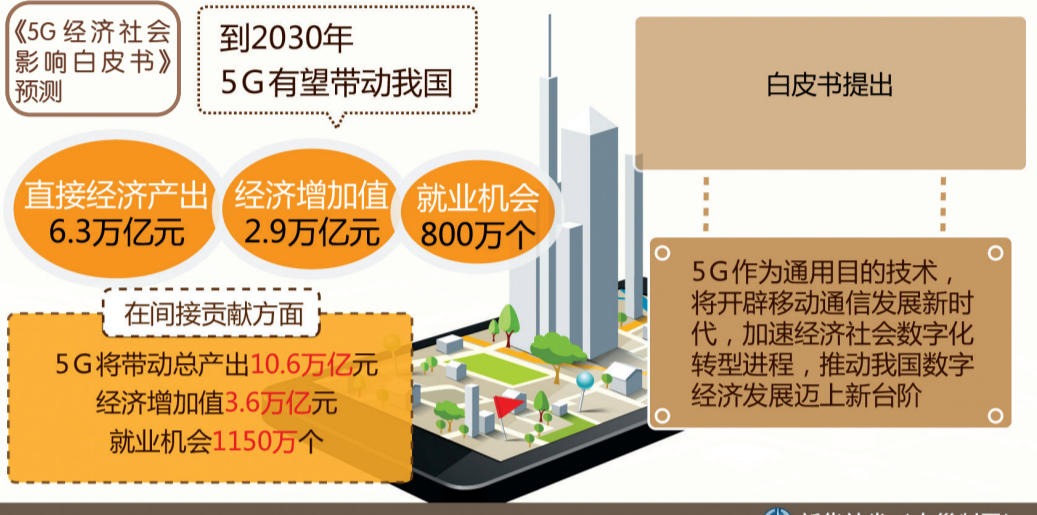 《5G经济社会
影响白皮书》
预测
到2030年
5G有望带动我国
直接经济产出
6.3万亿元
经济增加值
2.9万亿元
就业机会
800万个
在间接贡献方面
5G将带动总产出10.6万亿元
经济增加值3.6万亿元
就业机会1150万个
白皮书提出
5G作为通用目的技术，
将开辟移动通信发展新时
代，加速经济社会数字化
转型进程，推动我国数字
经济发展迈上新台阶